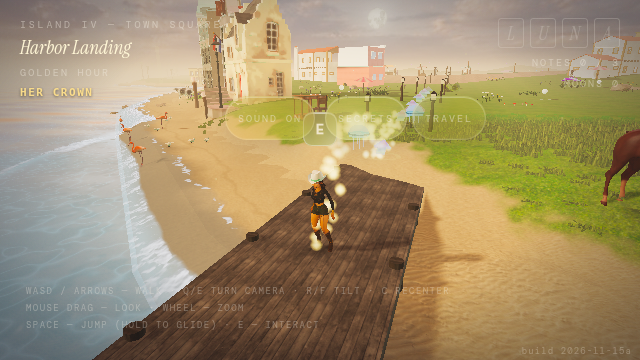 ISLAND IV — TOWN SQUARE
Harbor Landing
GOLDEN HOUR
HER CROWN
L U N
NOTES
SOUND ON
E
TRAVEL
WASD / ARROWS — WALK · Q/E TURN CAMERA · R/F TILT · C RECENTER
MOUSE DRAG — LOOK · WHEEL — ZOOM
SPACE — JUMP (HOLD TO GLIDE) · E — INTERACT
build 2026-11-15a